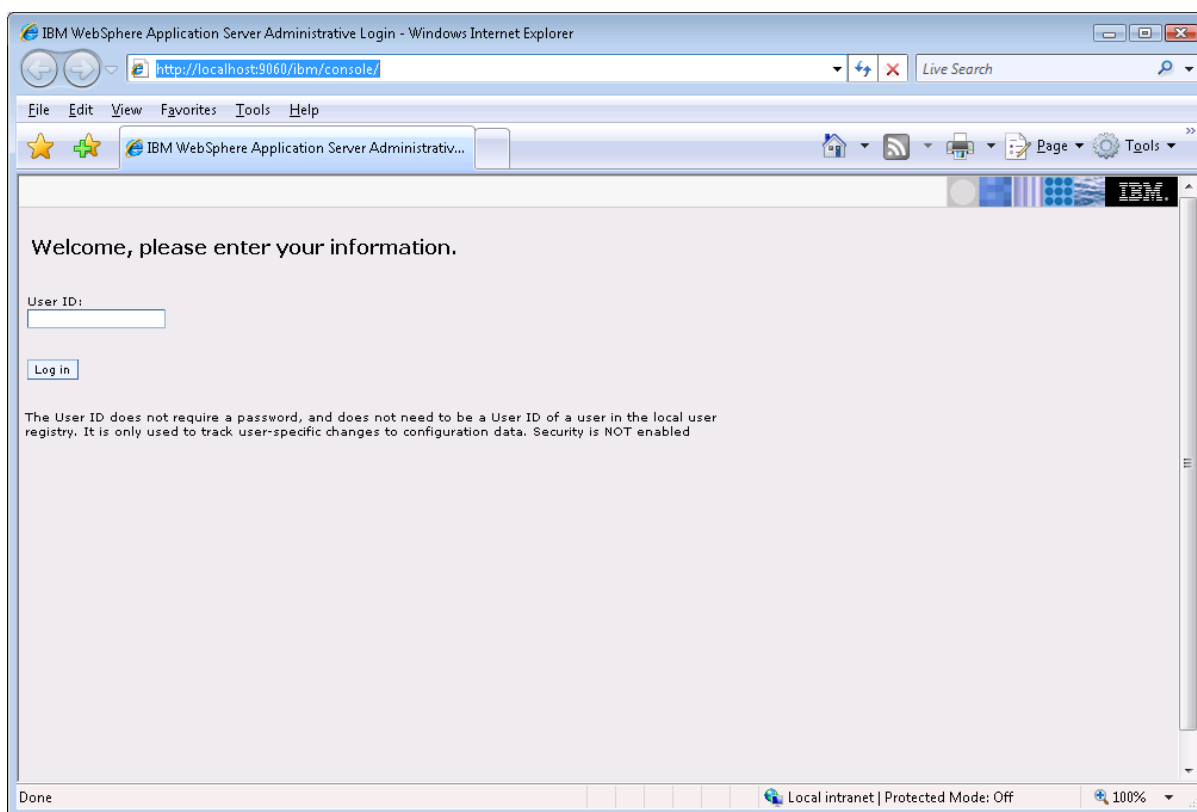 IBM WebSphere Application Server Administrative Login - Windows Internet Explorer
http://localhost:9060/ibm/console/
Live Search
File Edit View Favorites Tools Help
IBM WebSphere Application Server Administrativ...
Page Tools
IBM.
Welcome, please enter your information.
User ID:
Log in
The User ID does not require a password, and does not need to be a User ID of a user in the local user
registry. It is only used to track user-specific changes to configuration data. Security is NOT enabled
Done
Local intranet | Protected Mode: Off
100%